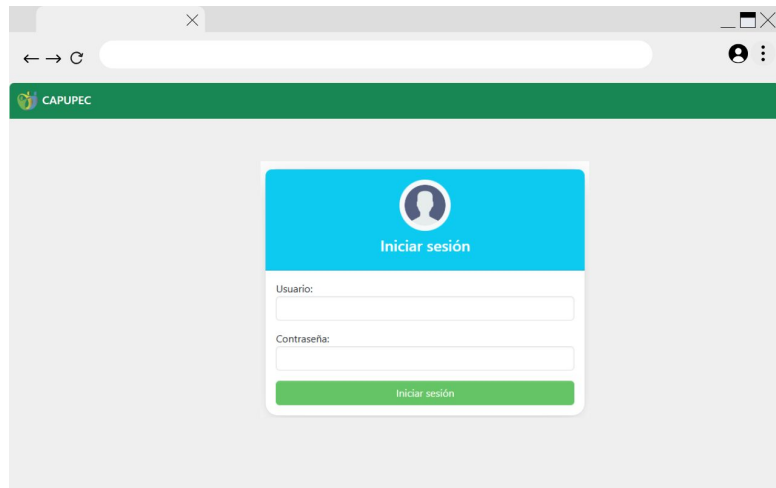 CAPUPEC
Iniciar sesión
Usuario:
Contraseña:
Iniciar sesión